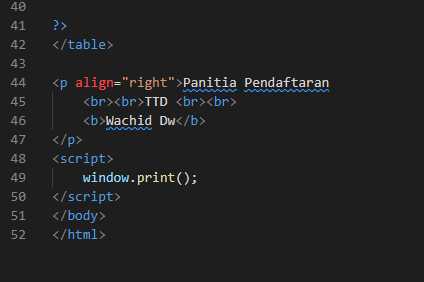 40
41 ?>
42 </table>
43
44 <p align="right">Panitia Pendaftaran
45 <br><br>TTD <br><br>
46 <b>Wachid Dw</b>
47 </p>
48 <script>
49 window.print();
50 </script>
51 </body>
52 </html>